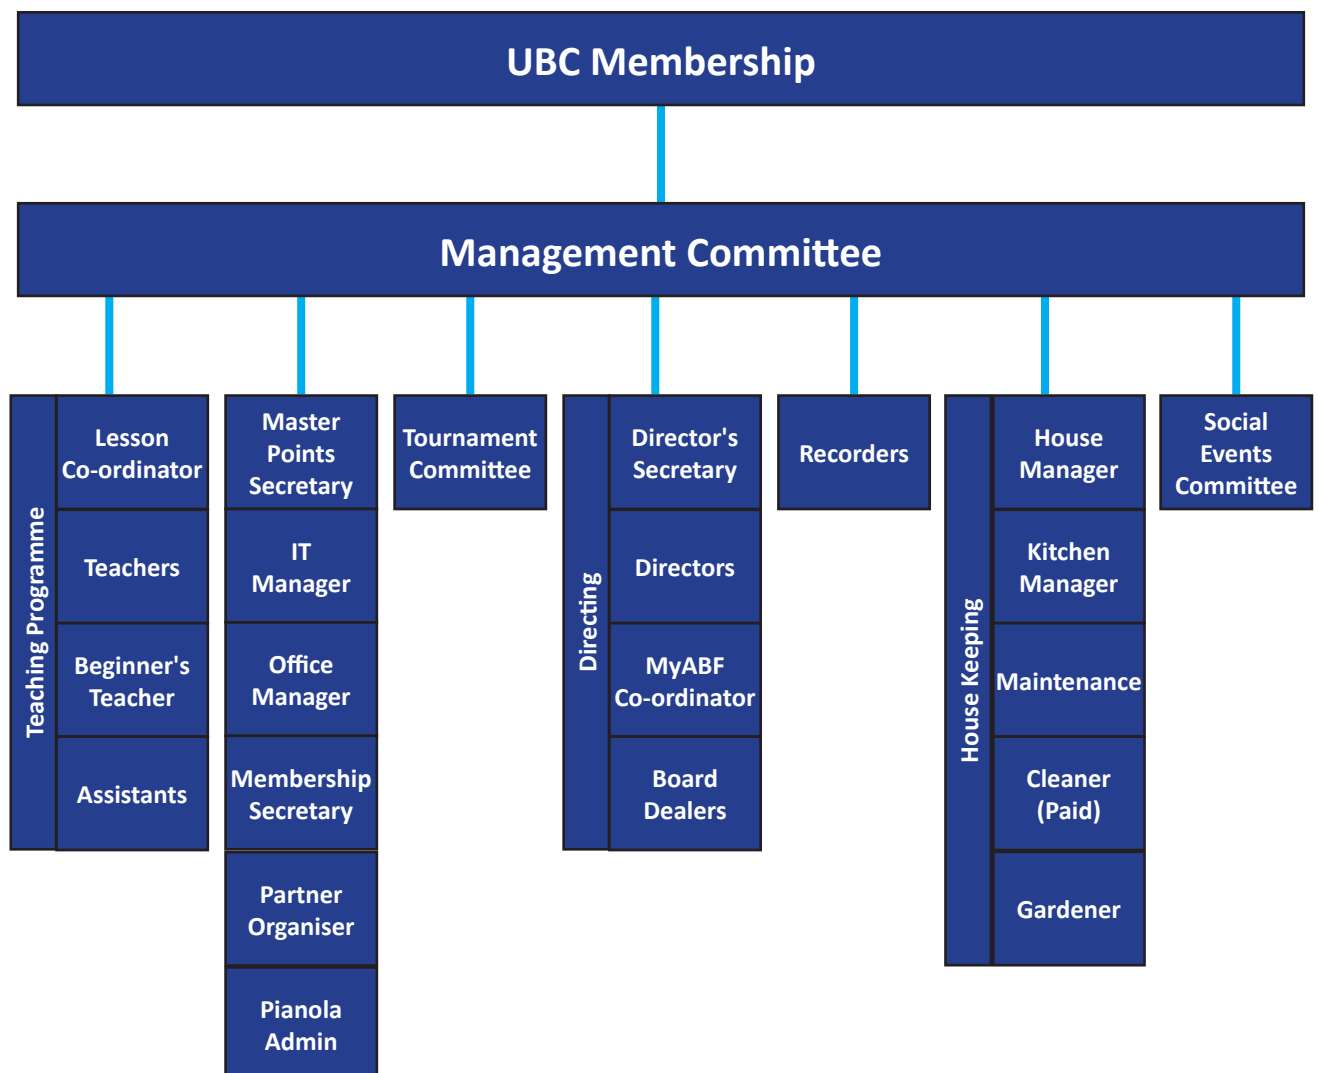 UBC Membership
Management Committee
Teaching Programme
Lesson
Co-ordinator
Teachers
Beginner's
Teacher
Assistants
Master
Points
Secretary
IT
Manager
Office
Manager
Membership
Secretary
Partner
Organiser
Pianola
Admin
Tournament
Committee
Directing
Director's
Secretary
Directors
MyABF
Co-ordinator
Board
Dealers
Recorders
House Keeping
House
Manager
Kitchen
Manager
Maintenance
Cleaner
(Paid)
Gardener
Social
Events
Committee